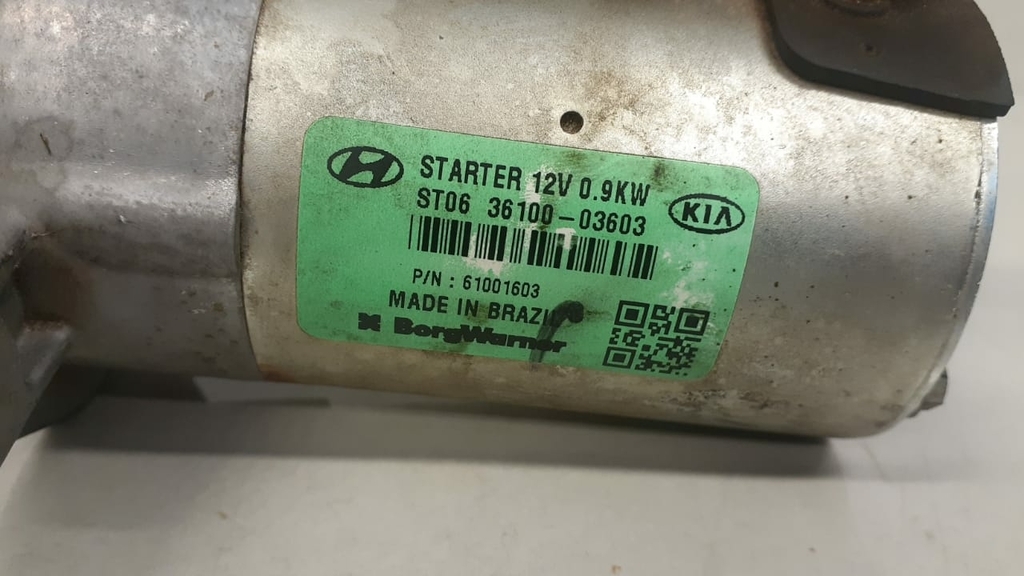 STARTER 12V 0.9KW
ST06 36100-03603
KIA
P/N : 61001603
MADE IN BRAZIL
BorgWarner